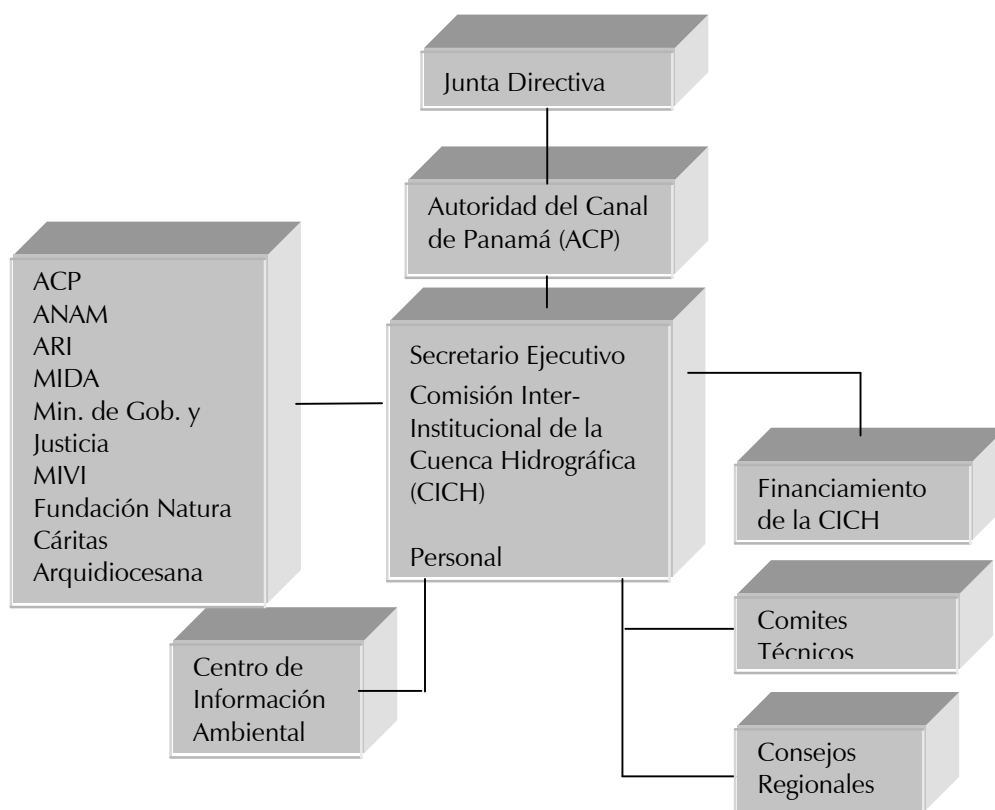 Junta Directiva
Autoridad del Canal
de Panamá (ACP)
ACP
ANAM
ARI
MIDA
Min. de Gob. y
Justicia
MIVI
Fundación Natura
Cáritas
Arquidiocesana
Secretario Ejecutivo
Comisión Inter-
Institucional de la
Cuenca Hidrográfica
(CICH)
Personal
Financiamiento
de la CICH
Comites
Técnicos
Centro de
Información
Ambiental
Consejos
Regionales